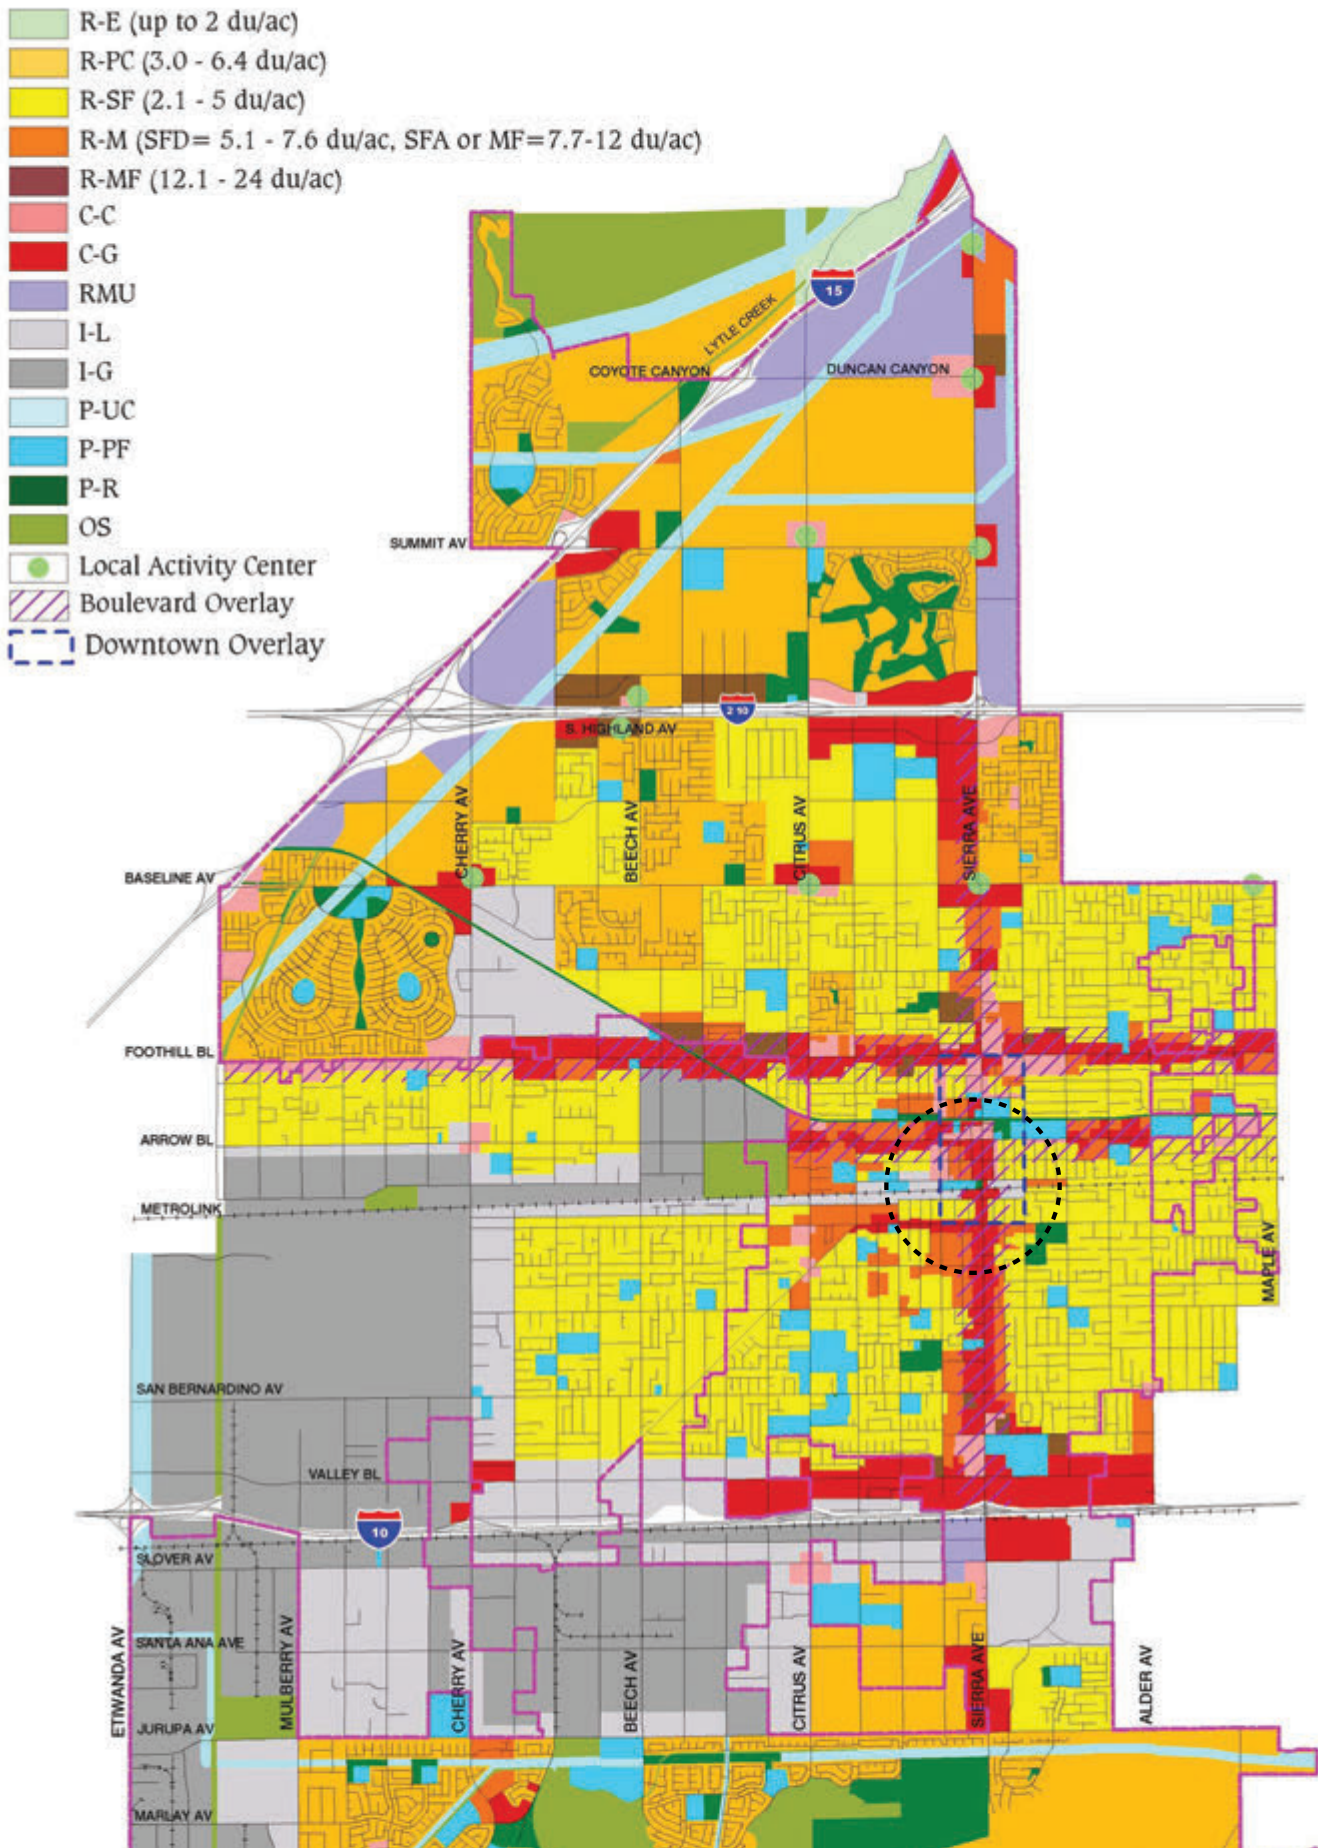 R-E (up to 2 du/ac)
R-PC (3.0 - 6.4 du/ac)
R-SF (2.1 - 5 du/ac)
R-M (SFD= 5.1 - 7.6 du/ac, SFA or MF=7.7-12 du/ac)
R-MF (12.1 - 24 du/ac)
C-C
C-G
RMU
I-L
I-G
P-UC
P-PF
P-R
OS
Local Activity Center
Boulevard Overlay
Downtown Overlay
15
LYTLE CREEK
COYOTE CANYON
DUNCAN CANYON
SUMMIT AV
2 10
S. HIGHLAND AV
CHERRY AV
BEECH AV
CITRUS AV
SIERRA AVE
BASELINE AV
FOOTHILL BL
ARROW BL
METROLINK
MAPLE AV
SAN BERNARDINO AV
VALLEY BL
10
SLOVER AV
SANTA ANA AVE
ETIWANDA AV
MULBERRY AV
CHERRY AV
BEECH AV
CITRUS AV
SIERRA AVE
ALDER AV
JURUPA AV
MARLAY AV